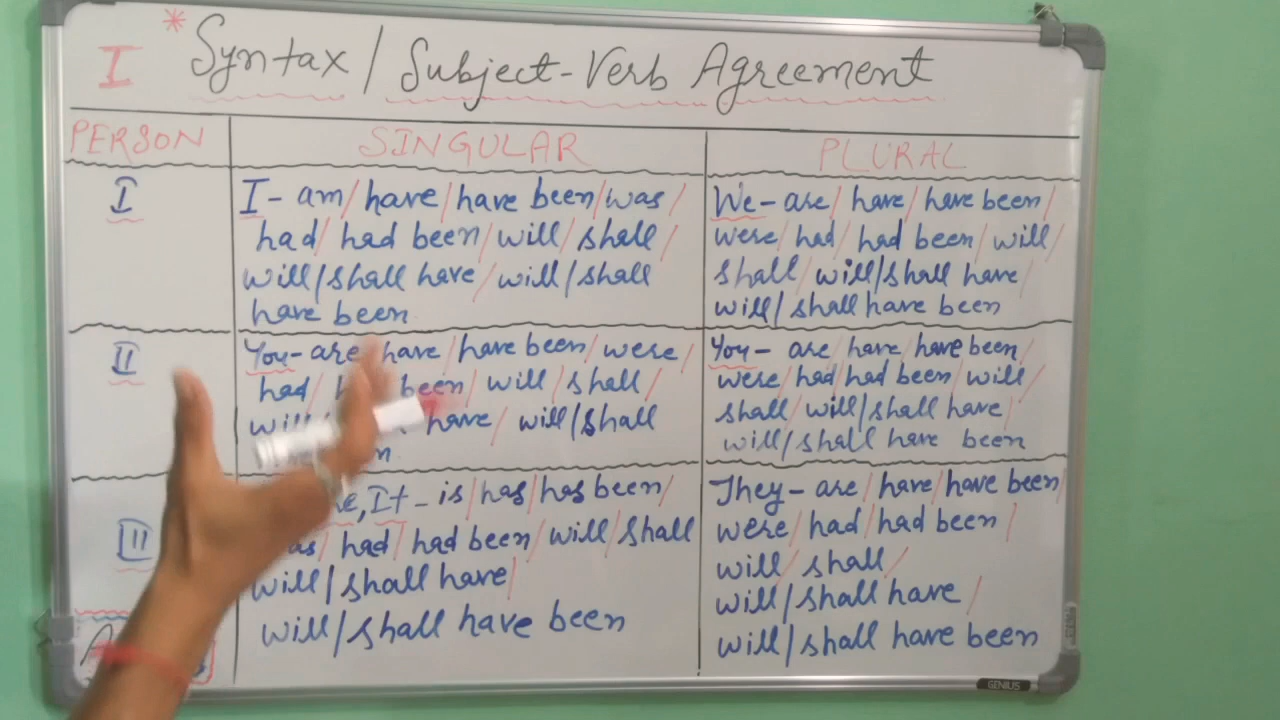 I * Syntax / Subject-Verb Agreement
PERSON
SINGULAR
PLURAL
I
I - am / have / have been / was /
had / had been / will / shall /
will / shall have / will / shall
have been
We - are / have / have been /
were / had / had been / will /
shall / will / shall have /
will / shall have been
II
You - are / have / have been / were /
had / been / will / shall /
have / will / shall
You - are / have / have been /
were / had / had been / will /
shall / will / shall have /
will / shall have been
III
It - is / has / has been /
had / had been / will / shall
will / shall have /
will / shall have been
They - are / have / have been /
were / had / had been /
will / shall /
will / shall have /
will / shall have been
GENIUS